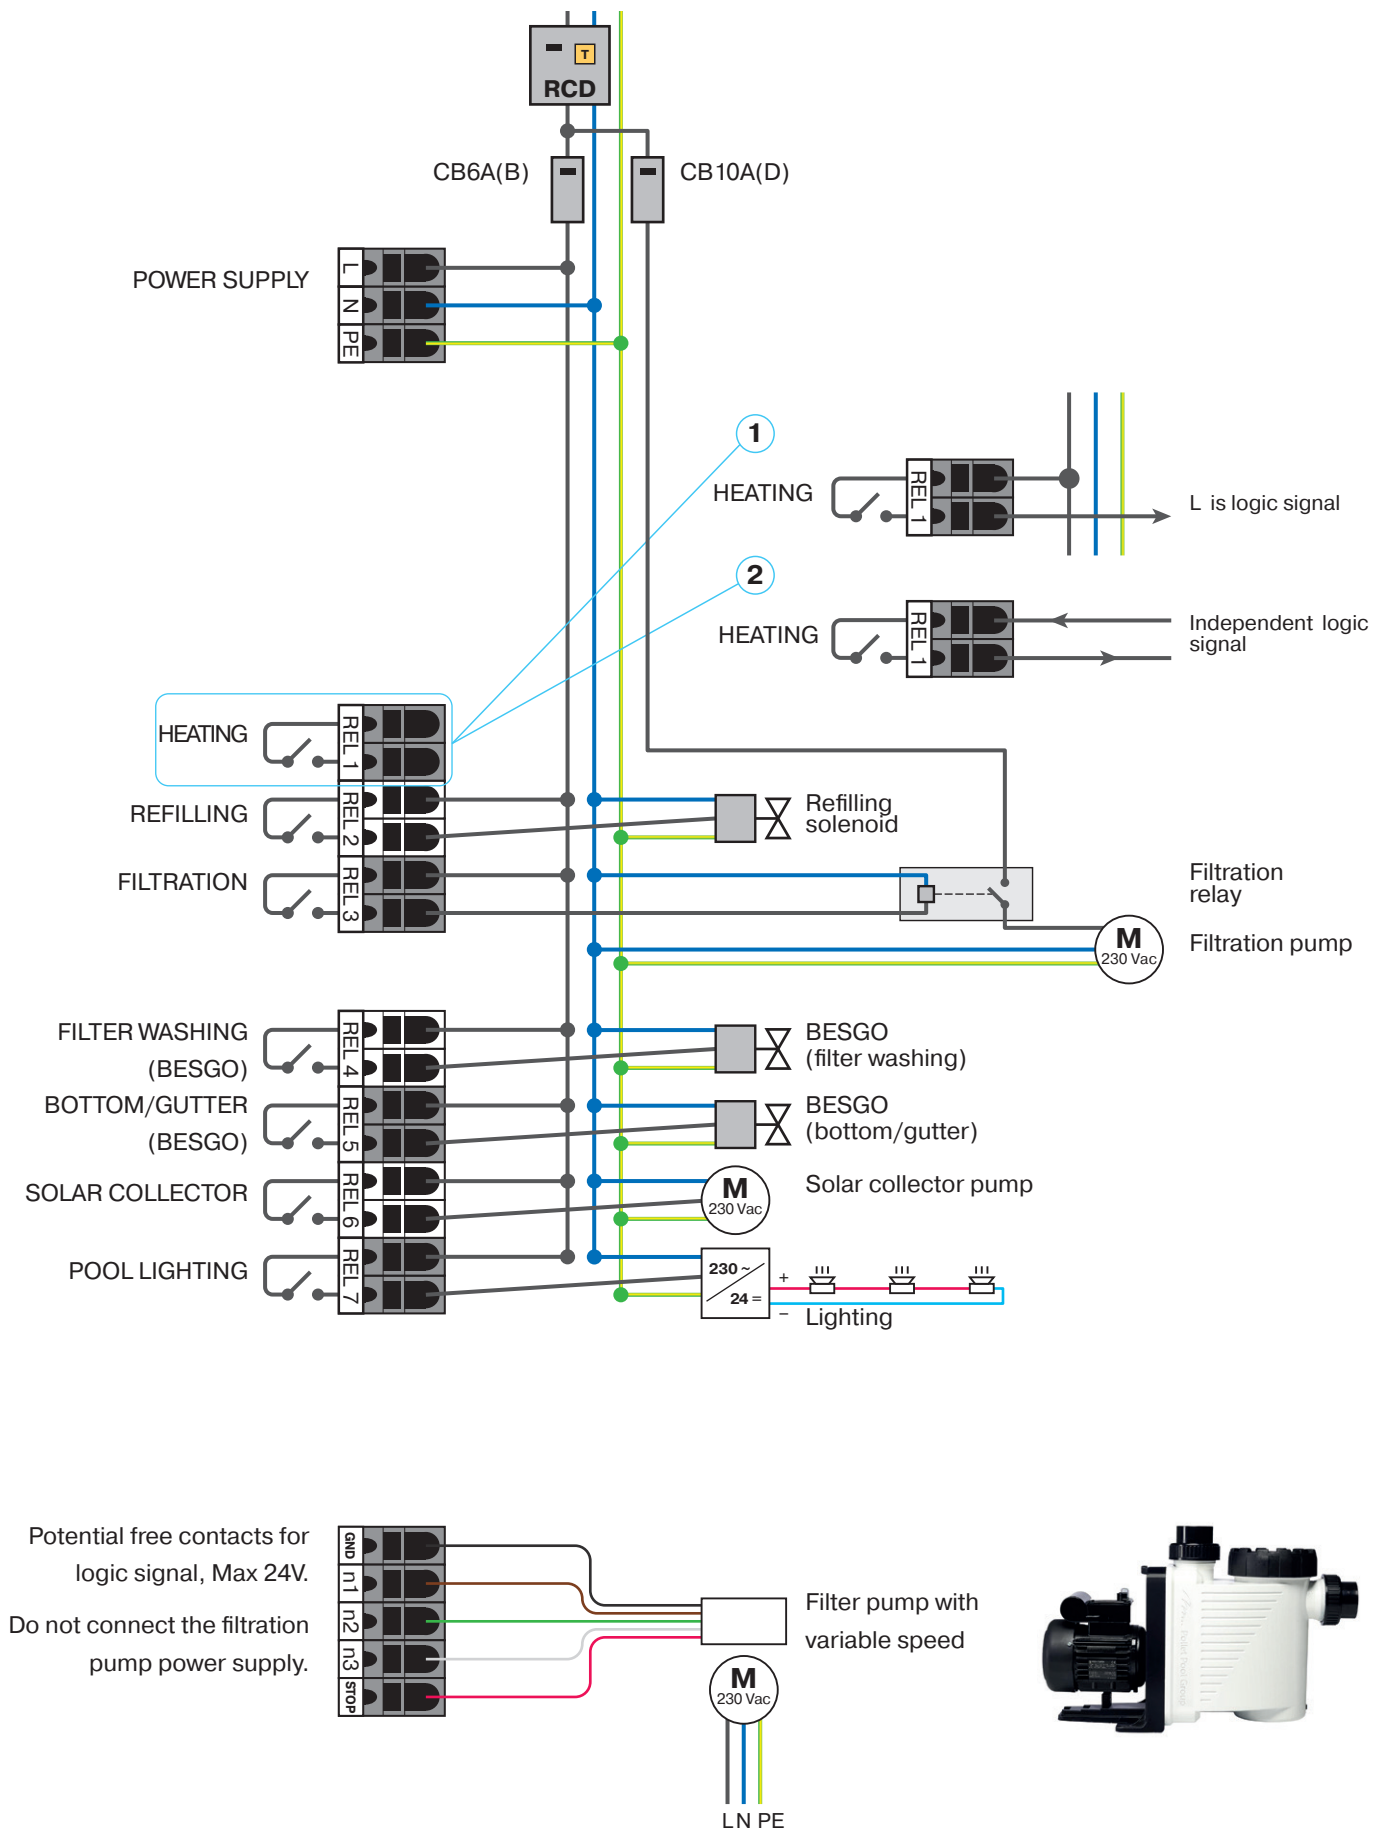 T
RCD
CB6A(B)
CB10A(D)
POWER SUPPLY
L
N
PE
1
HEATING
REL 1
L is logic signal
2
HEATING
REL 1
Independent logic
signal
HEATING
REL 1
REFILLING
REL 2
Refilling
solenoid
FILTRATION
REL 3
Filtration
relay
M
230 Vac
Filtration pump
FILTER WASHING
(BESGO)
REL 4
BESGO
(filter washing)
BOTTOM/GUTTER
(BESGO)
REL 5
BESGO
(bottom/gutter)
SOLAR COLLECTOR
REL 6
M
230 Vac
Solar collector pump
POOL LIGHTING
REL 7
230 ~
24 =
+
–
Lighting
Potential free contacts for
logic signal, Max 24V.
Do not connect the filtration
pump power supply.
GND
n1
n2
n3
STOP
Filter pump with
variable speed
M
230 Vac
LN PE